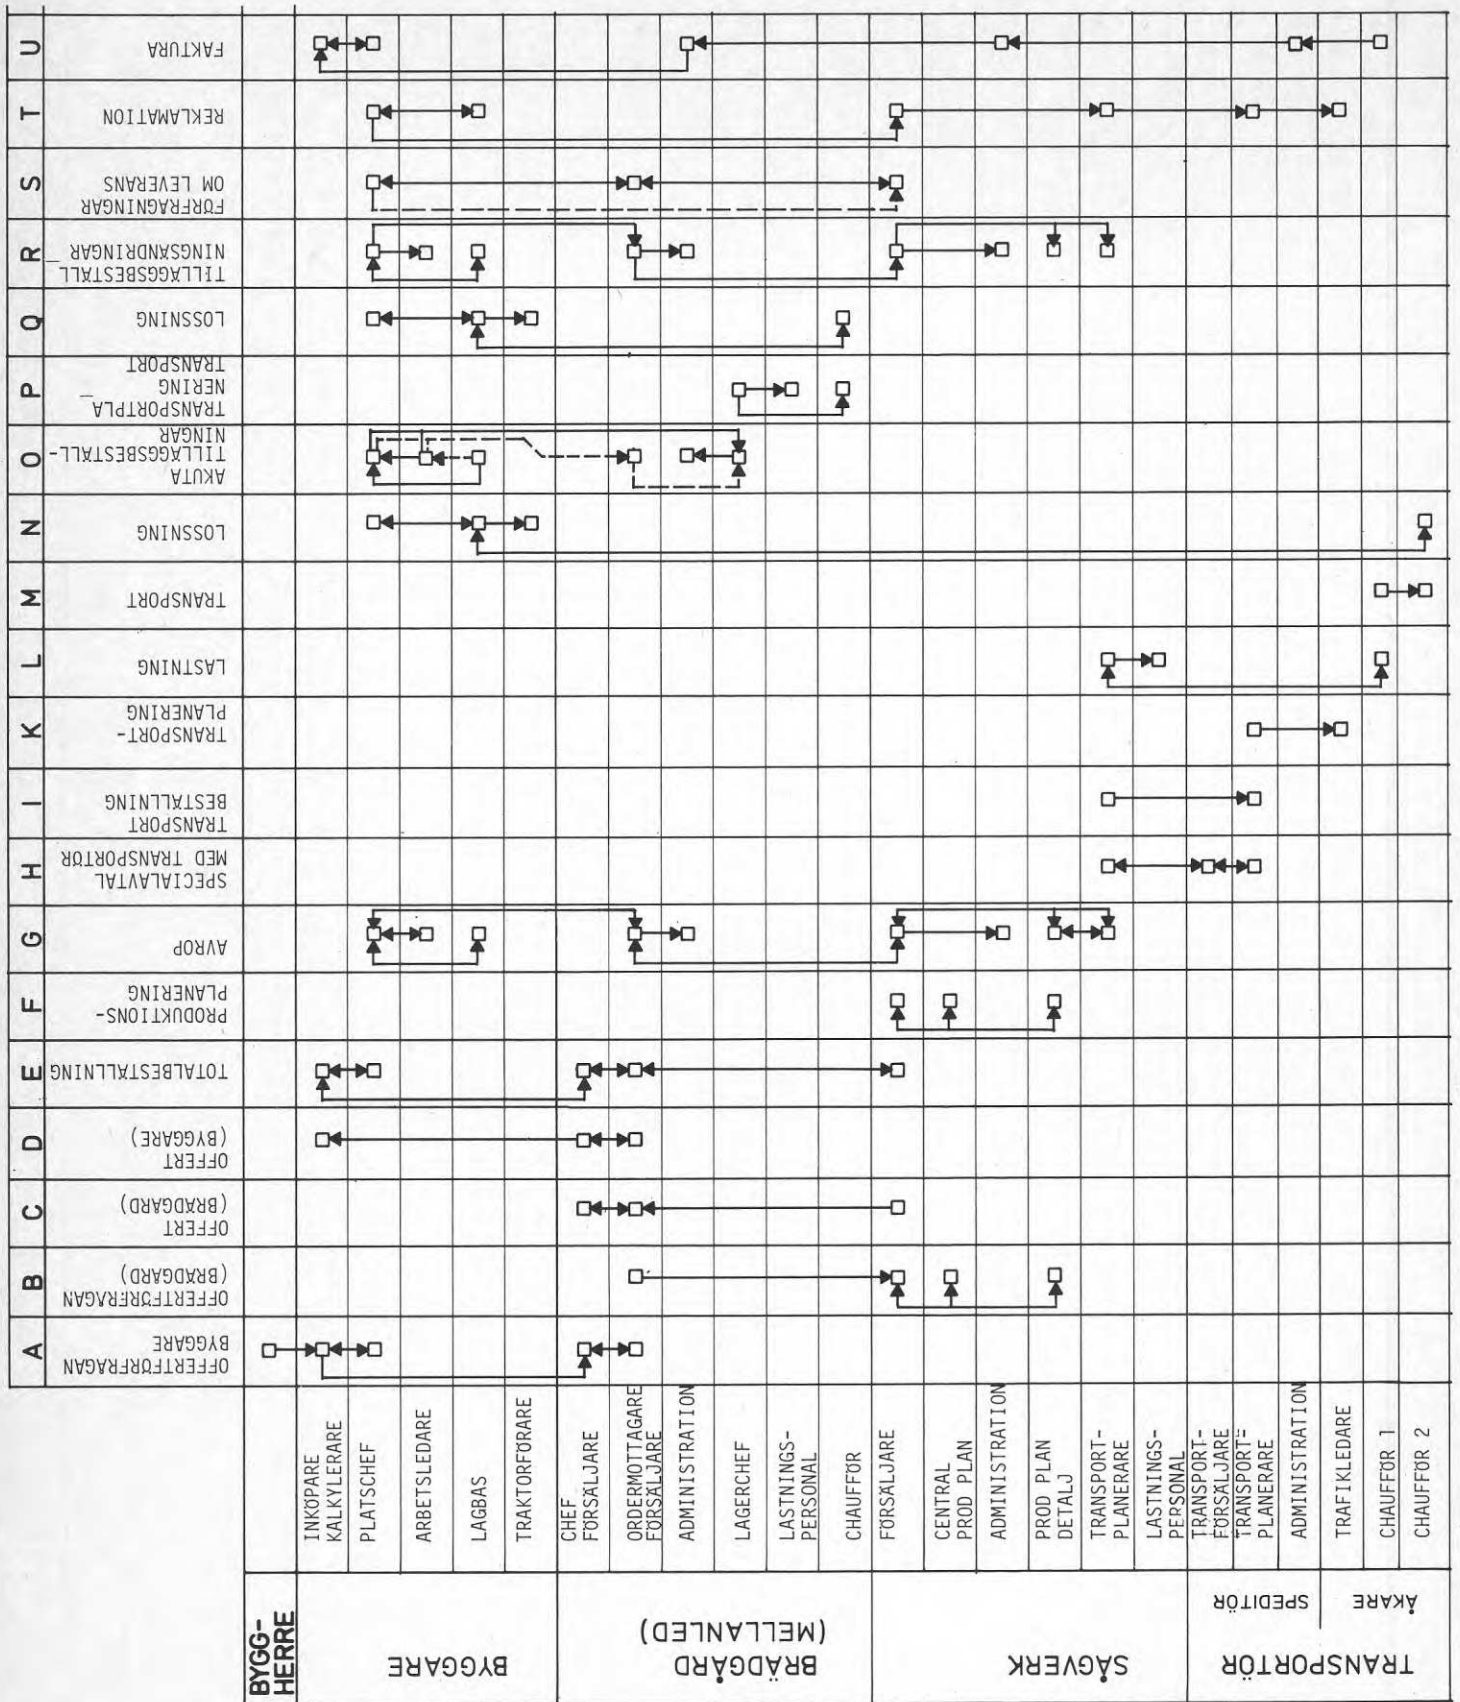 U
FAKTURA
T
REKLAMATION
S
FÖRFRÅGNINGAR
OM LEVERANS
R
TILLÄGGSBESTÄLL
NINGSÄNDRINGAR _
Q
LOSSNING
P
TRANSPORTPLA_
NERING
TRANSPORT
O
AKUTA
TILLÄGGSBESTÄLL-
NINGAR
N
LOSSNING
M
TRANSPORT
L
LASTNING
K
TRANSPORT-
PLANERING
I
TRANSPORT
BESTÄLLNING
H
SPECIALAVTAL
MED TRANSPORTÖR
G
AVROP
F
PRODUKTIONS-
PLANERING
E
TOTALBESTÄLLNING
D
OFFERT
(BYGGARE)
C
OFFERT
(BRÄDGÅRD)
B
OFFERTFÖRFRÅGAN
(BRÄDGÅRD)
A
OFFERTFÖRFRÅGAN
BYGGARE
INKÖPARE
KALKYLERARE
PLATSCHEF
ARBETSLEDARE
LAGBAS
TRAKTORFÖRARE
CHEF
FÖRSÄLJARE
ORDERMOTTAGARE
FÖRSÄLJARE
ADMINISTRATION
LAGERCHEF
LASTNINGS-
PERSONAL
CHAUFFÖR
FÖRSÄLJARE
CENTRAL
PROD PLAN
ADMINISTRATION
PROD PLAN
DETALJ
TRANSPORT-
PLANERARE
LASTNINGS-
PERSONAL
TRANSPORT-
FÖRSÄLJARE
TRANSPORT-
PLANERARE
ADMINISTRATION
TRAFIKLEDARE
CHAUFFÖR 1
CHAUFFÖR 2
BYGG-
HERRE
BYGGARE
BRÄDGÅRD
(MELLANLED)
SÅGVERK
TRANSPORTÖR
SPEDITÖR
ÅKARE